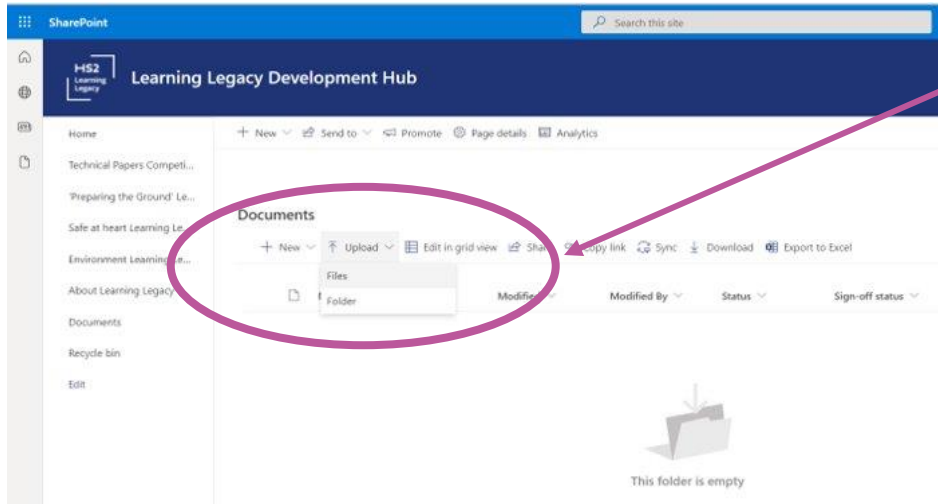 SharePoint
Search this site
HS2
Learning
Legacy
Learning Legacy Development Hub
Home
Technical Papers Competi...
'Preparing the Ground' Le...
Safe at heart Learning Le...
Environment Learning Le...
About Learning Legacy
Documents
Recycle bin
Edit
New Send to Promote Page details Analytics
Documents
New Upload Edit in grid view Share Copy link Sync Download Export to Excel
Files
Folder
Modified Modified By Status Sign-off status
This folder is empty